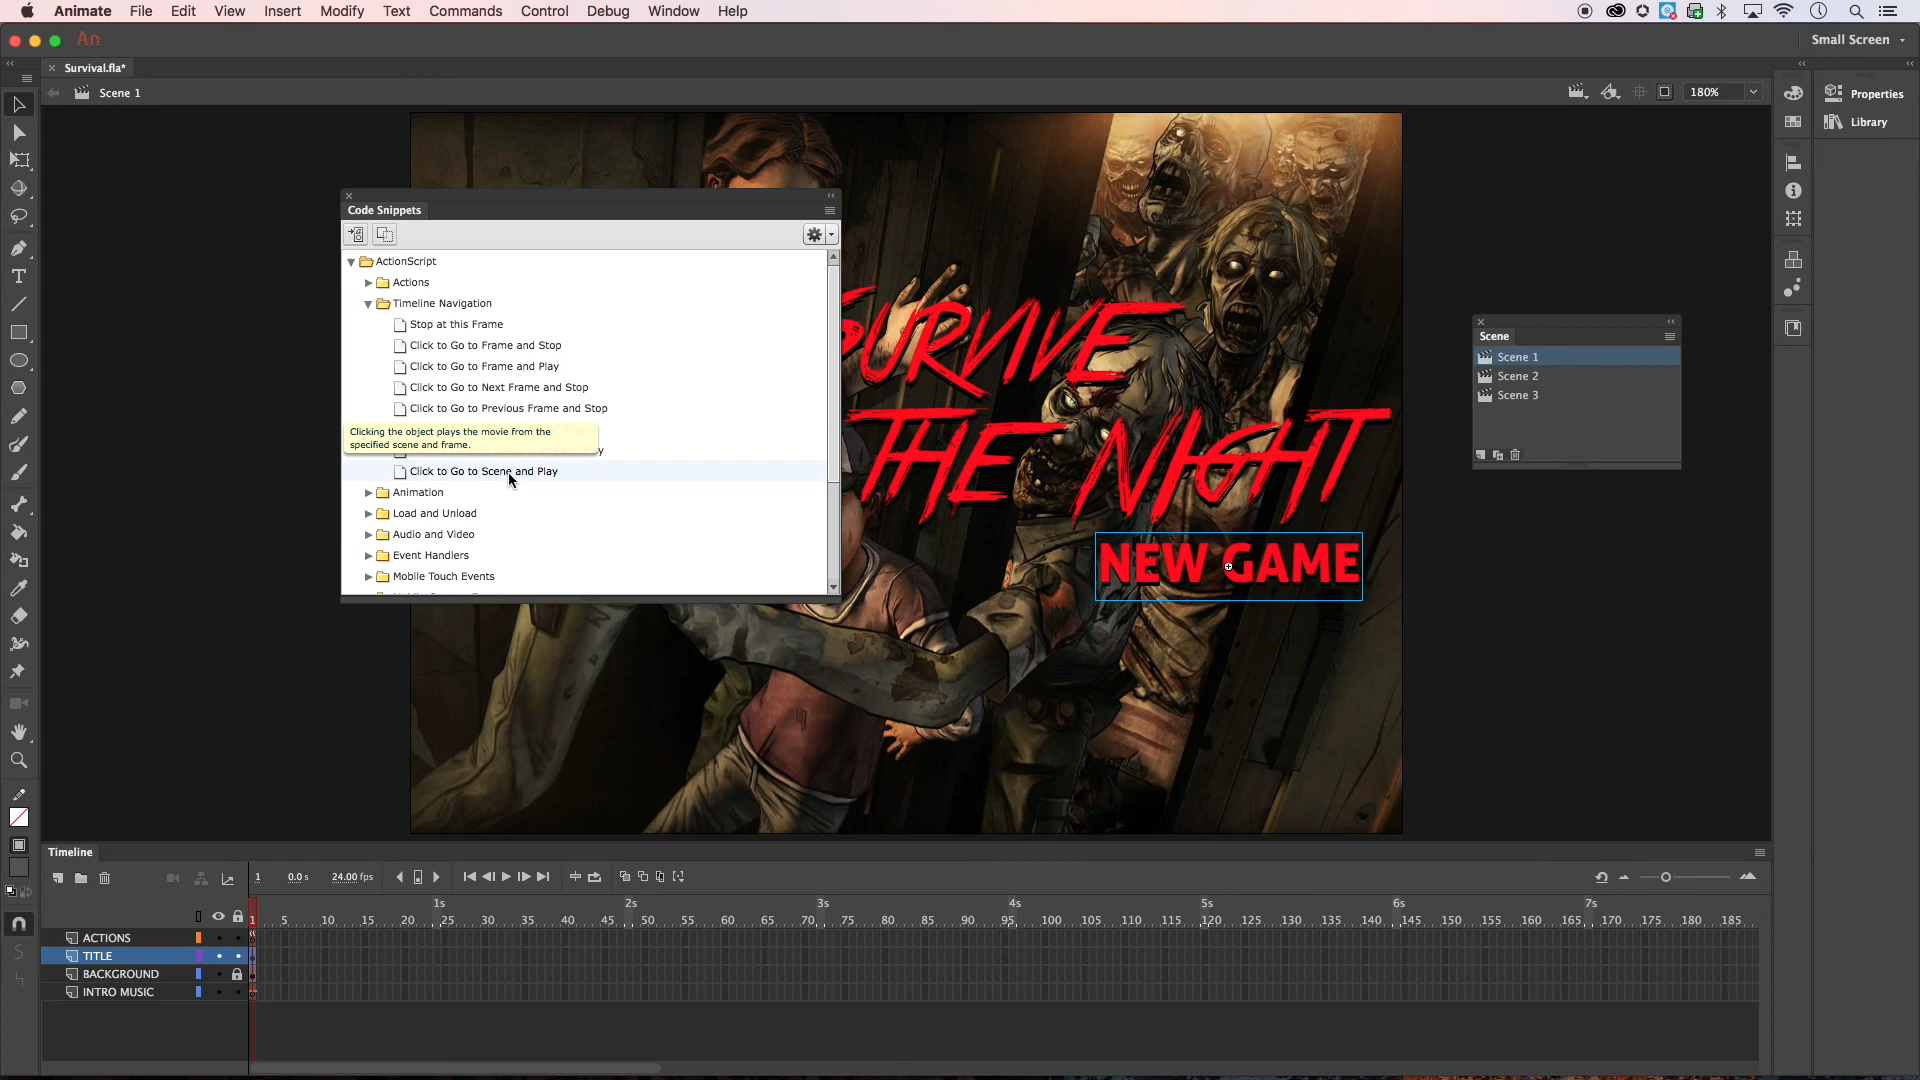 Animate File Edit View Insert Modify Text Commands Control Debug Window Help
An
Small Screen
Survival.fla*
Scene 1
180%
Properties
Library
Code Snippets
ActionScript
Actions
Timeline Navigation
Stop at this Frame
Click to Go to Frame and Stop
Click to Go to Frame and Play
Click to Go to Next Frame and Stop
Click to Go to Previous Frame and Stop
Clicking the object plays the movie from the
specified scene and frame.
Click to Go to Scene and Play
Animation
Load and Unload
Audio and Video
Event Handlers
Mobile Touch Events
SURVIVE
THE NIGHT
NEW GAME
Scene
Scene 1
Scene 2
Scene 3
Timeline
1 0.0 s 24.00 fps
1s 2s 3s 4s 5s 6s 7s
1 5 10 15 20 25 30 35 40 45 50 55 60 65 70 75 80 85 90 95 100 105 110 115 120 125 130 135 140 145 150 155 160 165 170 175 180 185
ACTIONS
TITLE
BACKGROUND
INTRO MUSIC